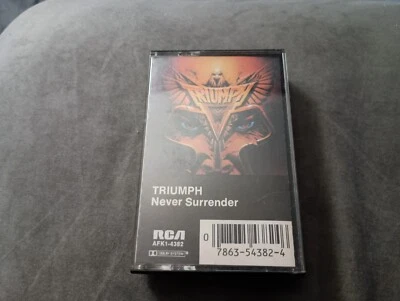 TRIUMPH
TRIUMPH
Never Surrender
RCA
AFK1-4382
0
7863-54382-4